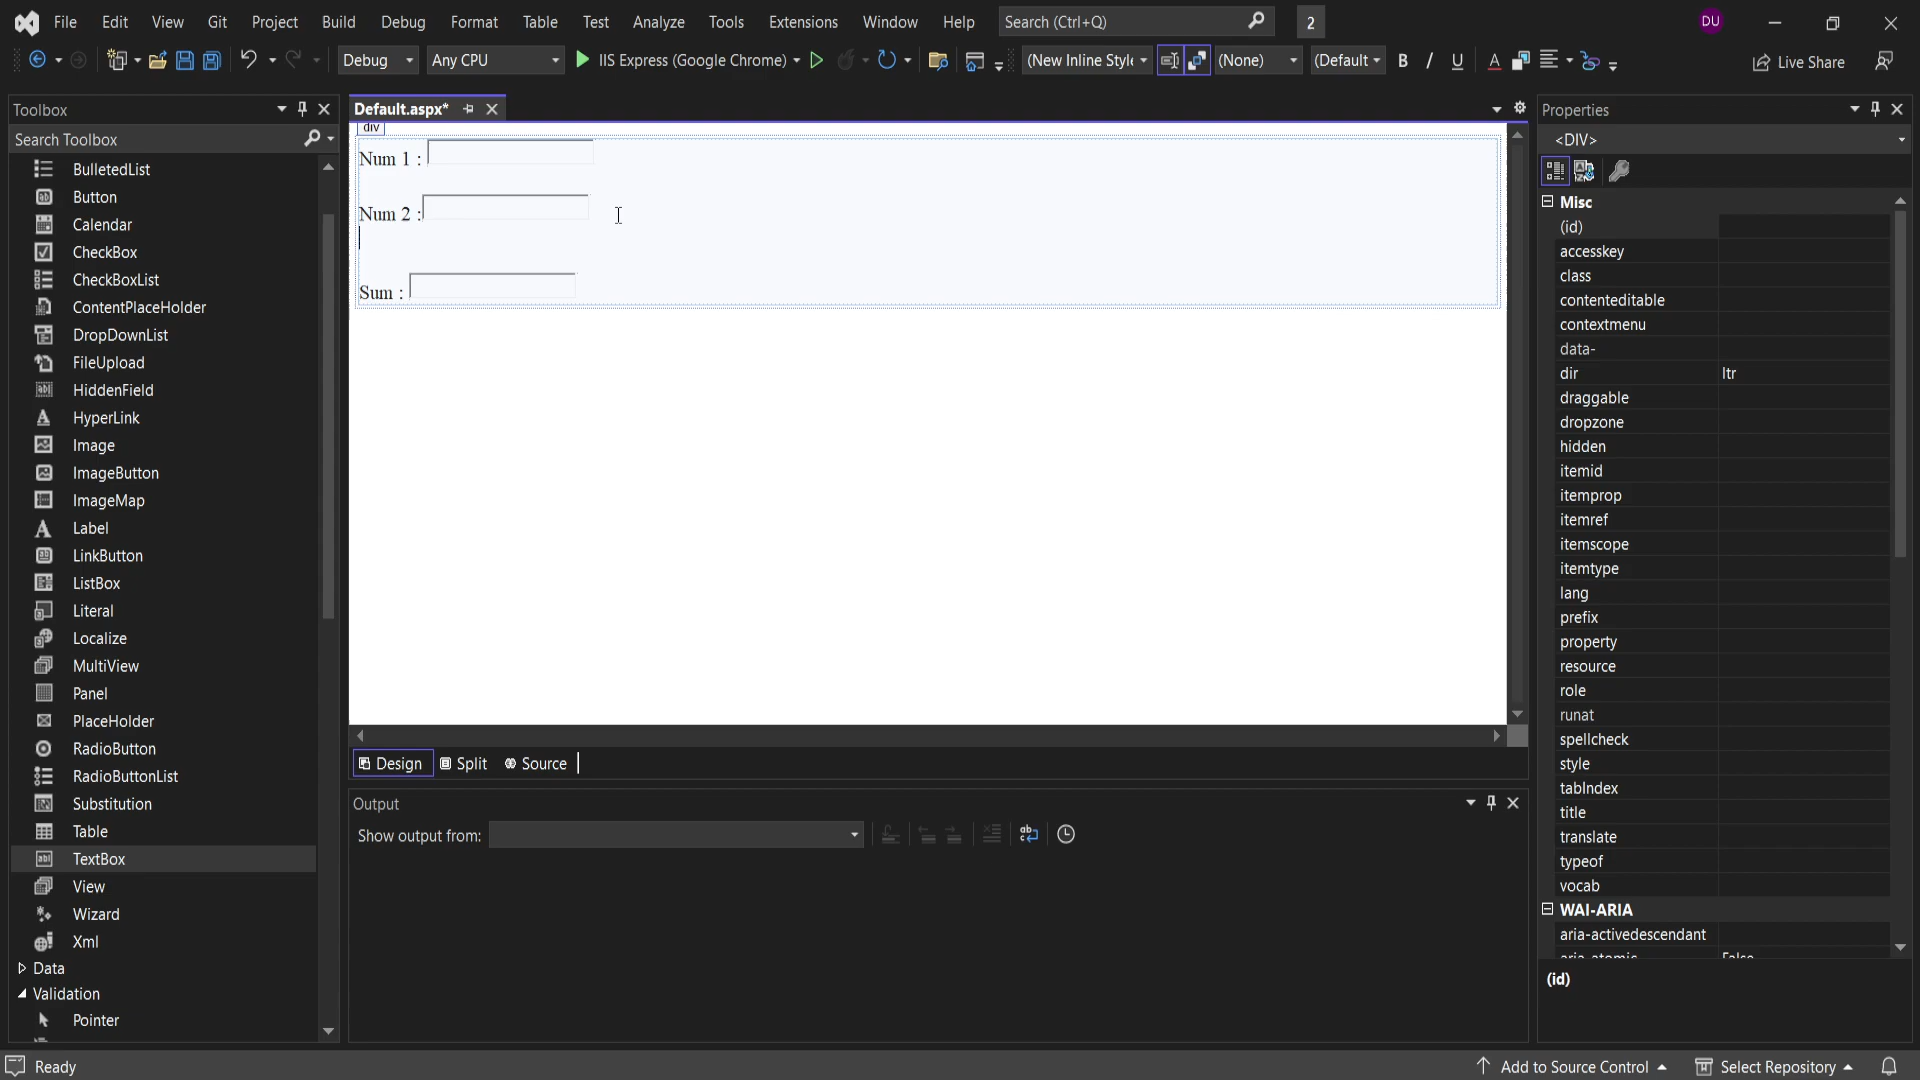 File Edit View Git Project Build Debug Format Table Test Analyze Tools Extensions Window Help Search (Ctrl+Q) 2 DU
Debug Any CPU IIS Express (Google Chrome) (New Inline Style (None) (Default B I U A Live Share
Toolbox
Search Toolbox
BulletedList
Button
Calendar
CheckBox
CheckBoxList
ContentPlaceHolder
DropDownList
FileUpload
HiddenField
HyperLink
Image
ImageButton
ImageMap
Label
LinkButton
ListBox
Literal
Localize
MultiView
Panel
PlaceHolder
RadioButton
RadioButtonList
Substitution
Table
TextBox
View
Wizard
Xml
Data
Validation
Pointer
Default.aspx*
div
Num 1 :
Num 2 :
Sum :
Design Split Source
Output
Show output from:
Properties
<DIV>
Misc
(id)
accesskey
class
contenteditable
contextmenu
data-
dir ltr
draggable
dropzone
hidden
itemid
itemprop
itemref
itemscope
itemtype
lang
prefix
property
resource
role
runat
spellcheck
style
tabIndex
title
translate
typeof
vocab
WAI-ARIA
aria-activedescendant
aria-atomic False
(id)
Ready Add to Source Control Select Repository